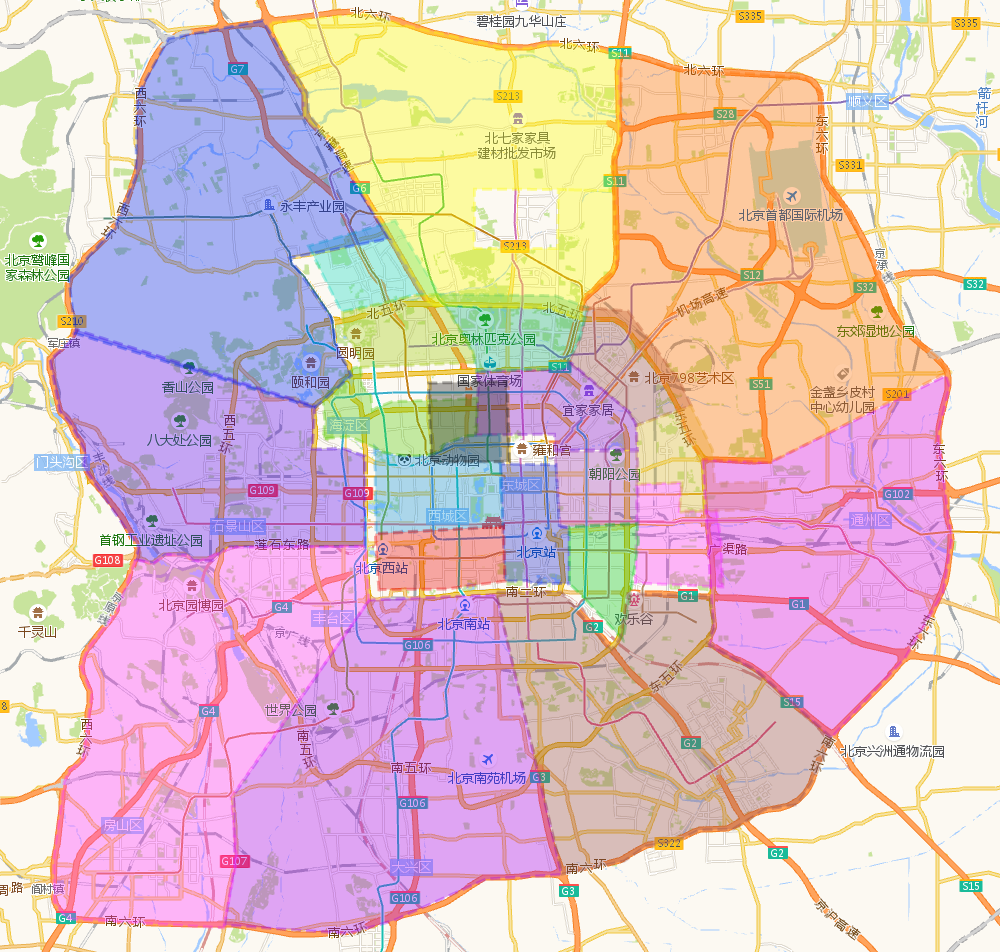 北六环
S335
S335
碧桂园九华山庄
北六环
S11
北六环
G7
顺义区
箭杆河
西六环
S213
S28
东六环
北七家家具
建材批发市场
S331
S11
G6
永丰产业园
北京首都国际机场
西六环
S213
北京鹫峰国
家森林公园
S12
京承线
S32
S32
机场高速
北五环
北五环
S210
军庄镇
圆明园
北京奥林匹克公园
东郊湿地公园
S11
国家体育场
香山公园
颐和园
北京798艺术区
S51
金盏乡皮村
中心幼儿园
S201
宜家家居
海淀区
八大处公园
西五环
东五环
雍和宫
东六环
门头沟区
丰沙线
北京动物园
朝阳公园
G109
G109
东城区
G102
西城区
通州区
石景山区
首钢工业遗址公园
莲石东路
北京站
广渠路
G108
北京西站
南二环
G1
G1
北京园博园
G4
千灵山
丰台区
京广线
北京南站
欢乐谷
G2
G106
东六环
东五环
世界公园
G4
S15
西六环
南五环
G2
北京兴洲通物流园
南五环
北京南苑机场
G3
G106
房山区
S322
G107
大兴区
南六环
G2
周路
阎村镇
G106
G3
S15
G4
南六环
南六环
京沪高速